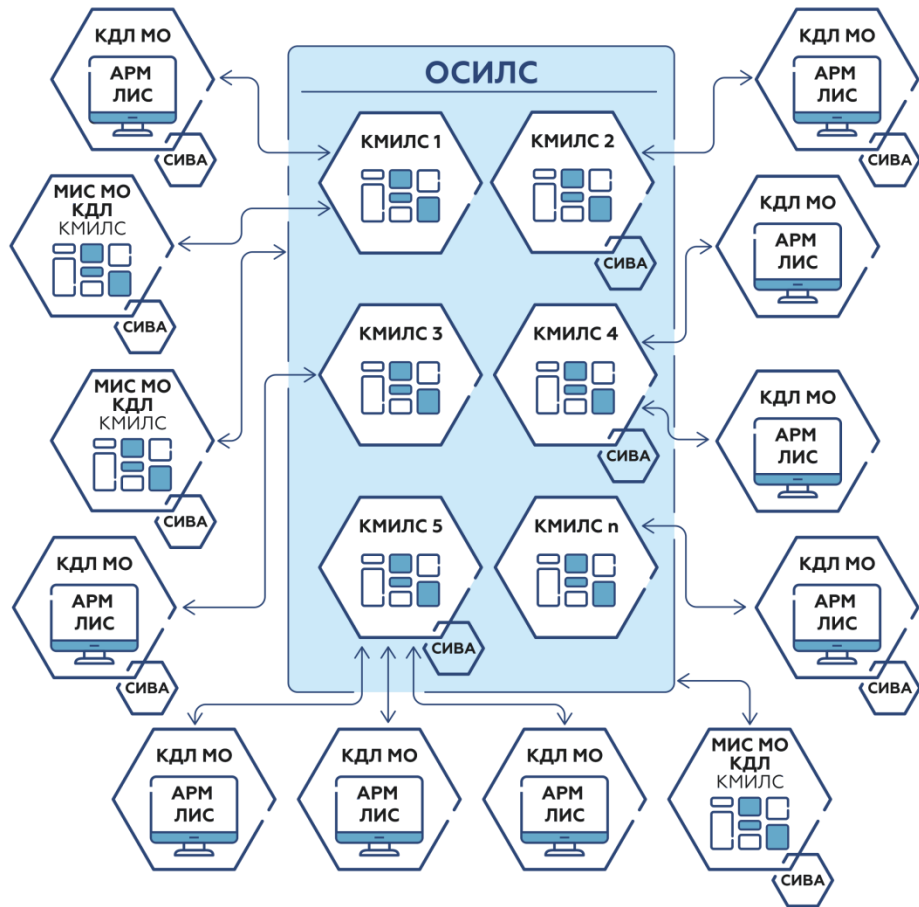 КДЛ МО
АРМ
ЛИС
СИВА
МИС МО
КДЛ
КМИЛС
СИВА
МИС МО
КДЛ
КМИЛС
СИВА
КДЛ МО
АРМ
ЛИС
СИВА
ОСИЛС
КМИЛС 1
КМИЛС 2
СИВА
КМИЛС 3
КМИЛС 4
СИВА
КМИЛС 5
СИВА
КМИЛС n
КДЛ МО
АРМ
ЛИС
СИВА
КДЛ МО
АРМ
ЛИС
КДЛ МО
АРМ
ЛИС
КДЛ МО
АРМ
ЛИС
СИВА
КДЛ МО
АРМ
ЛИС
КДЛ МО
АРМ
ЛИС
КДЛ МО
АРМ
ЛИС
МИС МО
КДЛ
КМИЛС
СИВА